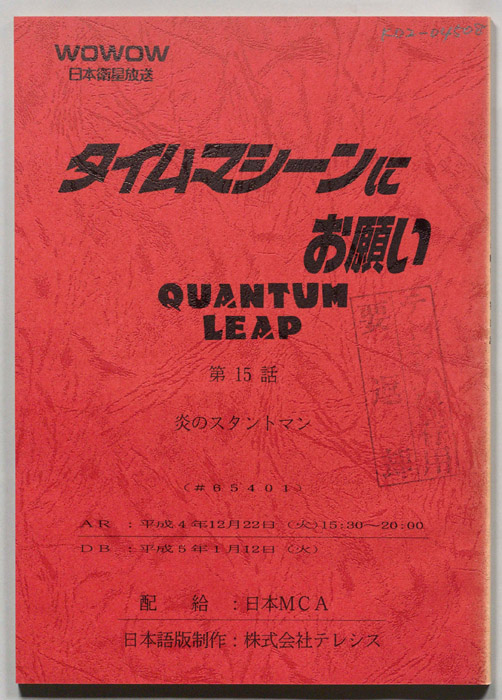 WOWOW
日本衛星放送
タイムマシーンに
お願い
QUANTUM
LEAP
第 15 話
炎のスタントマン
(#65401)
AR :平成4年12月22日 (火)15:30〜20:00
DB :平成5年1月12日 (火)
配 給 :日本MCA
日本語版制作:株式会社テレシス